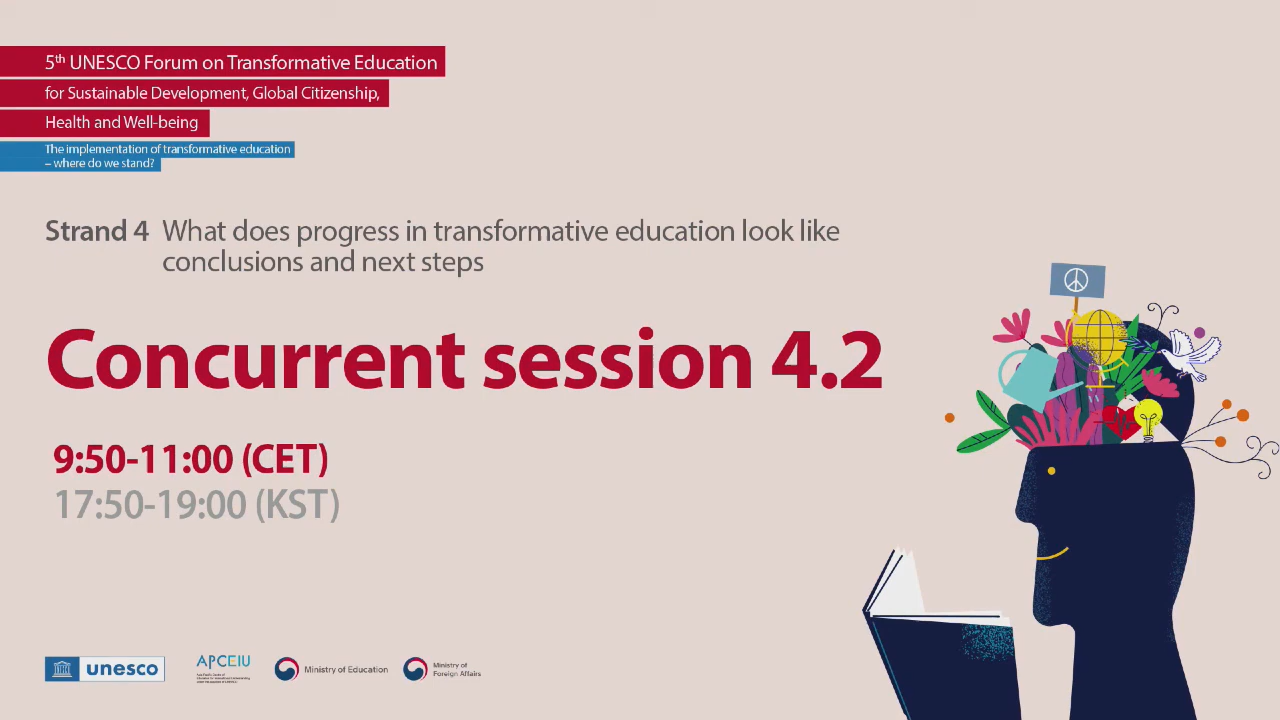 5th UNESCO Forum on Transformative Education
for Sustainable Development, Global Citizenship,
Health and Well-being
The implementation of transformative education
– where do we stand?
Strand 4 What does progress in transformative education look like
conclusions and next steps
Concurrent session 4.2
9:50-11:00 (CET)
17:50-19:00 (KST)
unesco
APCEIU
Ministry of Education
Ministry of
Foreign Affairs